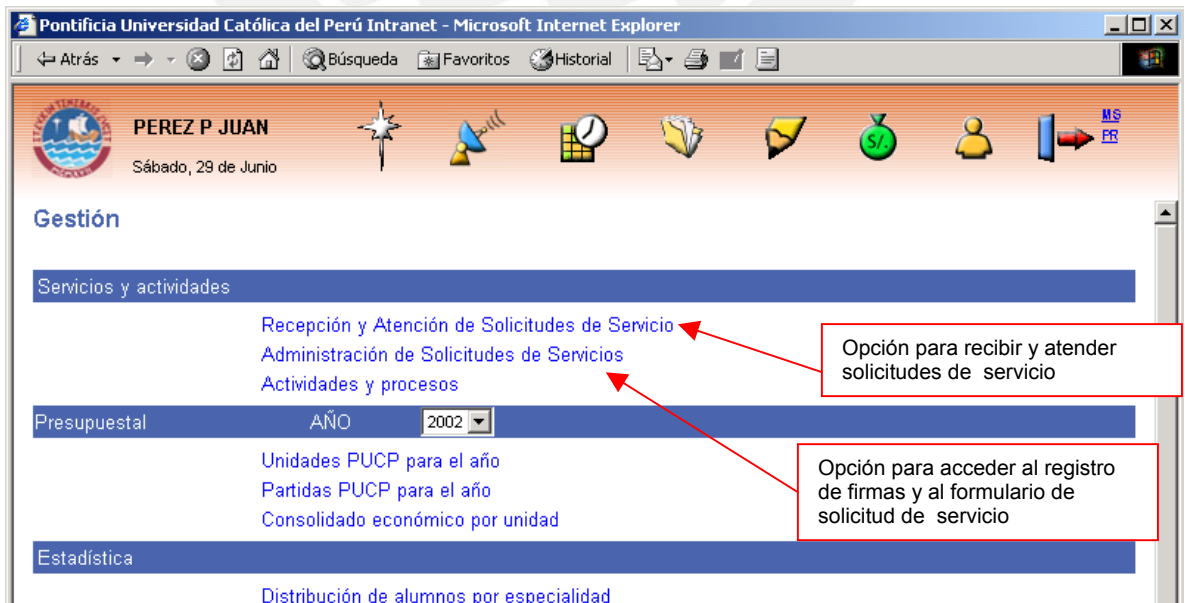 Pontificia Universidad Católica del Perú Intranet - Microsoft Internet Explorer
Atrás
Búsqueda
Favoritos
Historial
PEREZ P JUAN
Sábado, 29 de Junio
S/.
MS
PR
Gestión
Servicios y actividades
Recepción y Atención de Solicitudes de Servicio
Administración de Solicitudes de Servicios
Actividades y procesos
Opción para recibir y atender
solicitudes de servicio
Presupuestal AÑO 2002
Unidades PUCP para el año
Partidas PUCP para el año
Consolidado económico por unidad
Opción para acceder al registro
de firmas y al formulario de
solicitud de servicio
Estadística
Distribución de alumnos por especialidad